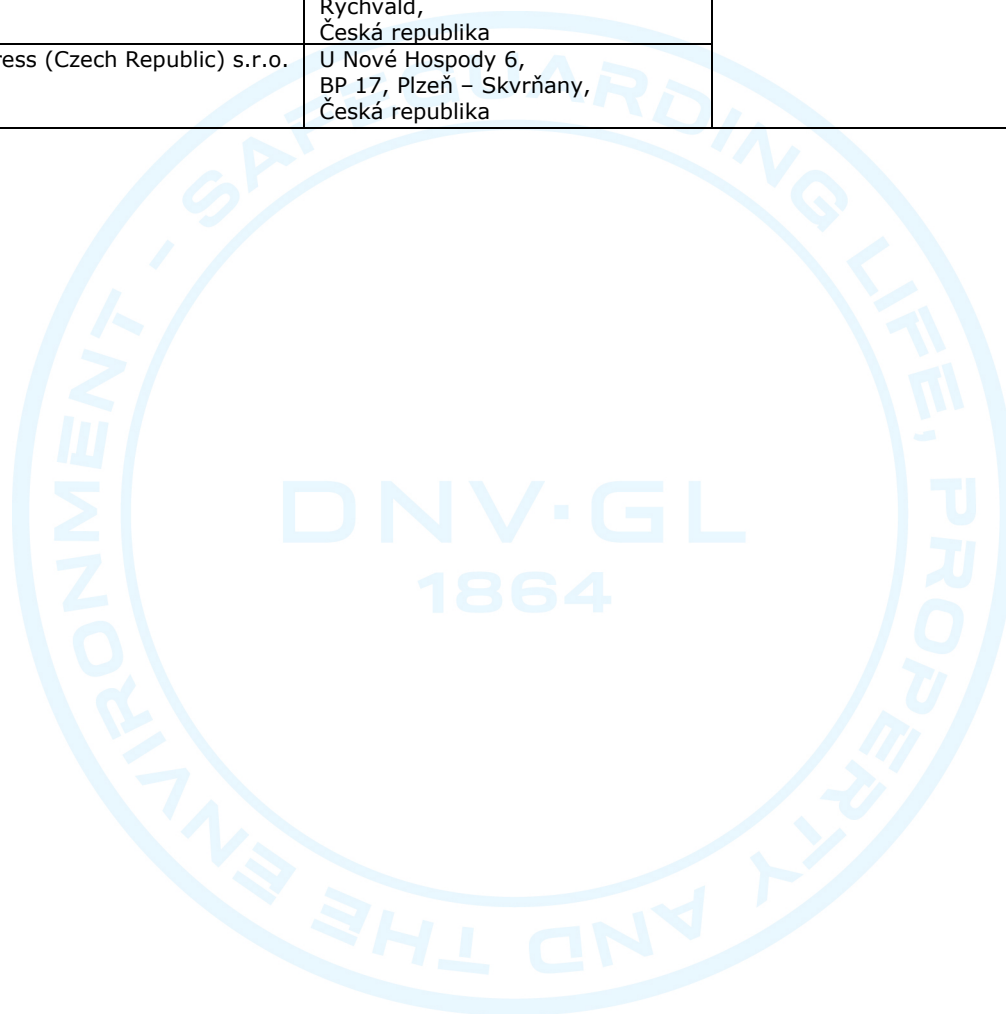 Rychvald,
Česká republika
ress (Czech Republic) s.r.o.
U Nové Hospody 6,
BP 17, Plzeň – Skvrňany,
Česká republika
SAFEGUARDING LIFE, PROPERTY AND THE ENVIRONMENT -
DNV·GL
1864